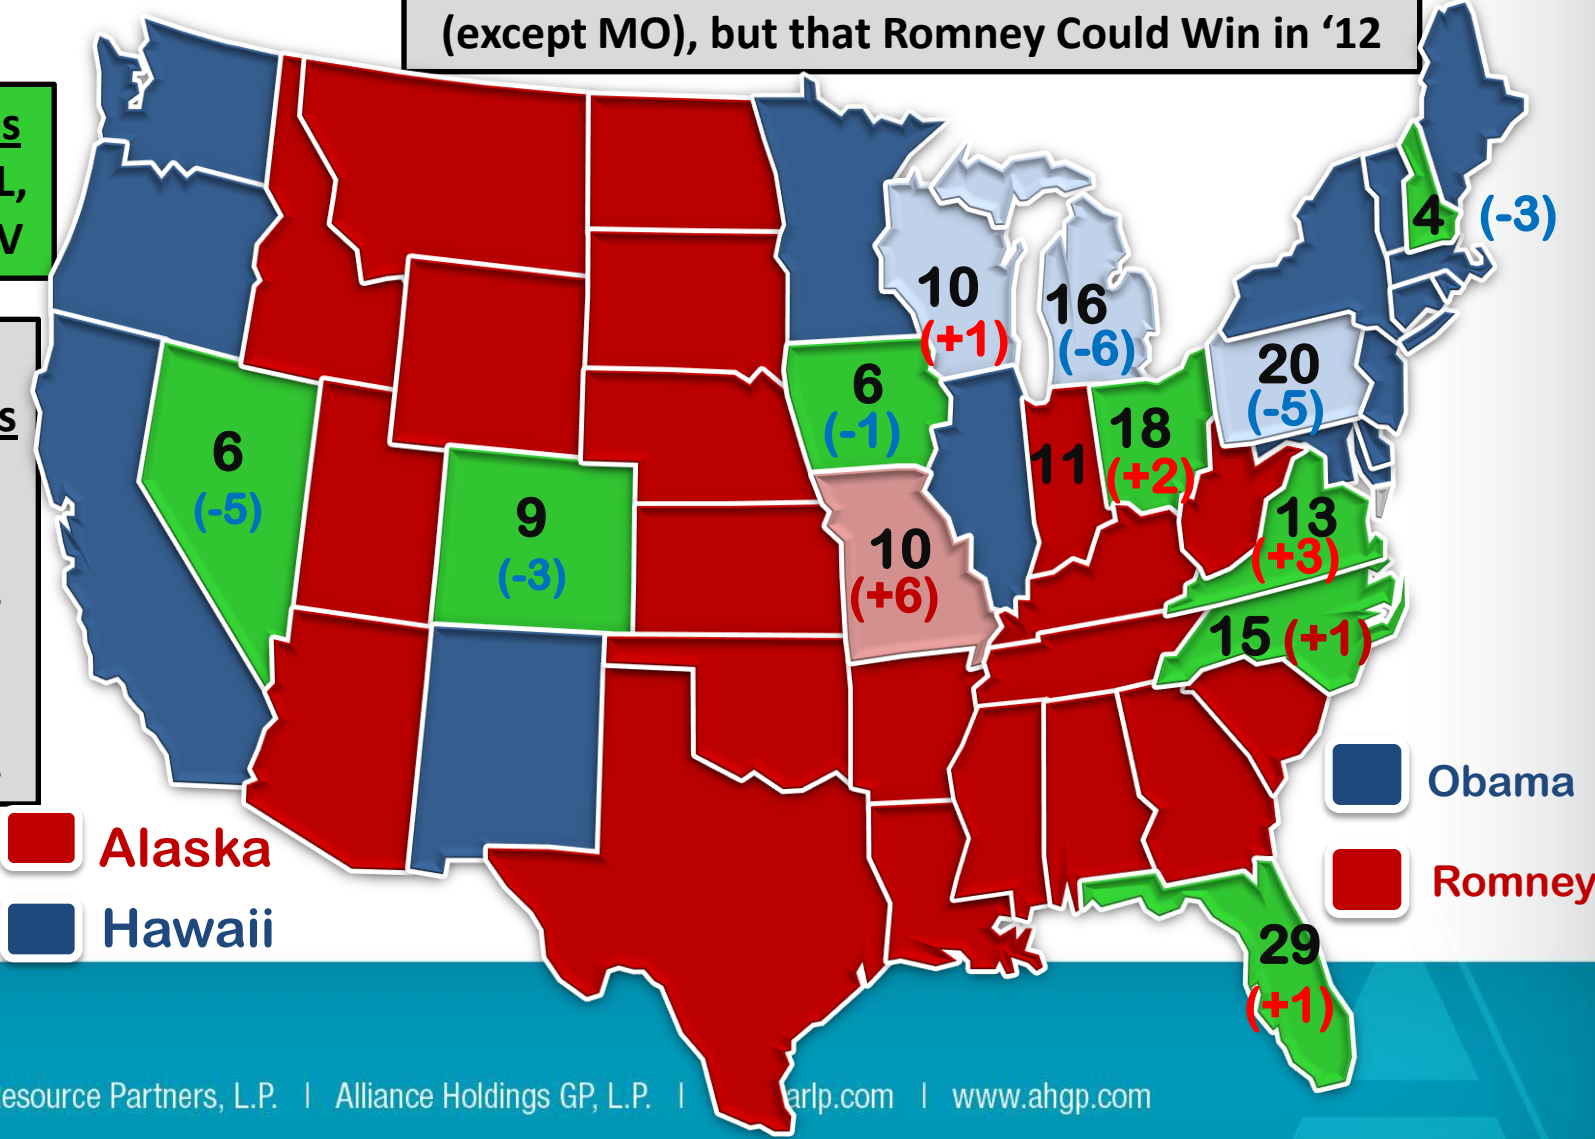 (except MO), but that Romney Could Win in ‘12
s
L,
V
s
4 (-3)
10
(+1)
16
(-6)
20
(-5)
6
(-1)
18
(+2)
11
6
(-5)
9
(-3)
10
(+6)
13
(+3)
15 (+1)
Obama
Romney
Alaska
Hawaii
29
(+1)
esource Partners, L.P. | Alliance Holdings GP, L.P. | arlp.com | www.ahgp.com